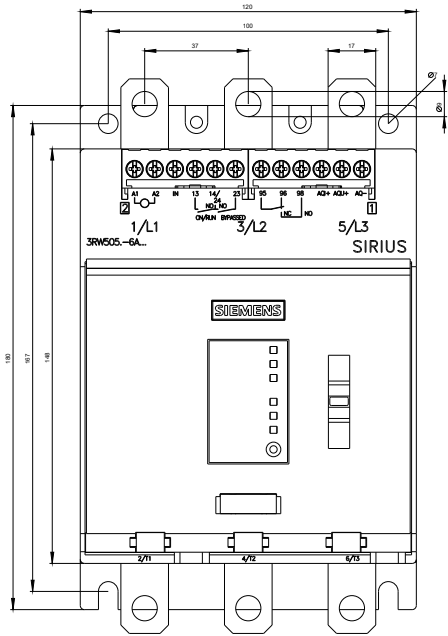 120
100
37
17
Ø7
Ø9
180
167
148
A1 A2 IN 13 14/ 23
24
95 96 98 AQI+ AQU+ AQ-
2
NO NO
NC NO
1
ON/RUN BYPASSED
1/L1 3/L2 5/L3
3RW505.-6A...
SIRIUS
SIEMENS
2/T1 4/T2 6/T3